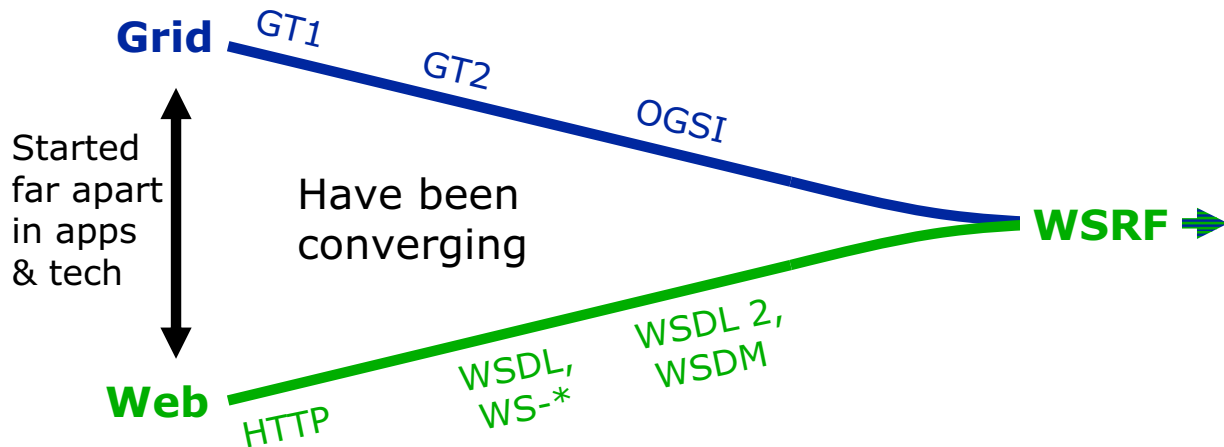 Grid
GT1
GT2
OGSI
Started
far apart
in apps
& tech
Have been
converging
WSRF
Web
HTTP
WSDL,
WS-*
WSDL 2,
WSDM